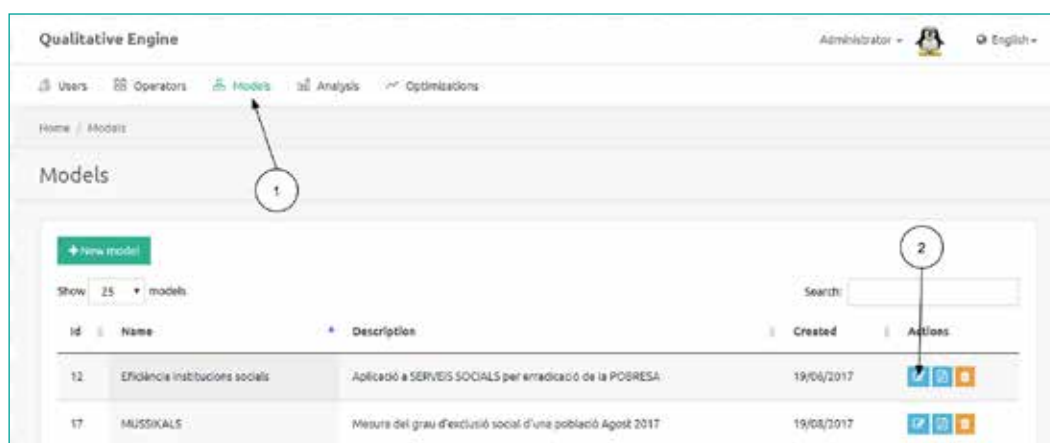 Qualitative Engine
Administrator
English
Users Operators Models Analysis Optimizations
Home / Models
Models
1
+ New model
2
Show 25 models
Search:
Id Name Description Created Actions
12 Eficiència institucions socials Aplicació a SERVEIS SOCIALS per erradicació de la POBRESA 19/06/2017
17 MUSSIKALS Mesura del grau d'exclusió social d'una població Agost 2017 19/08/2017